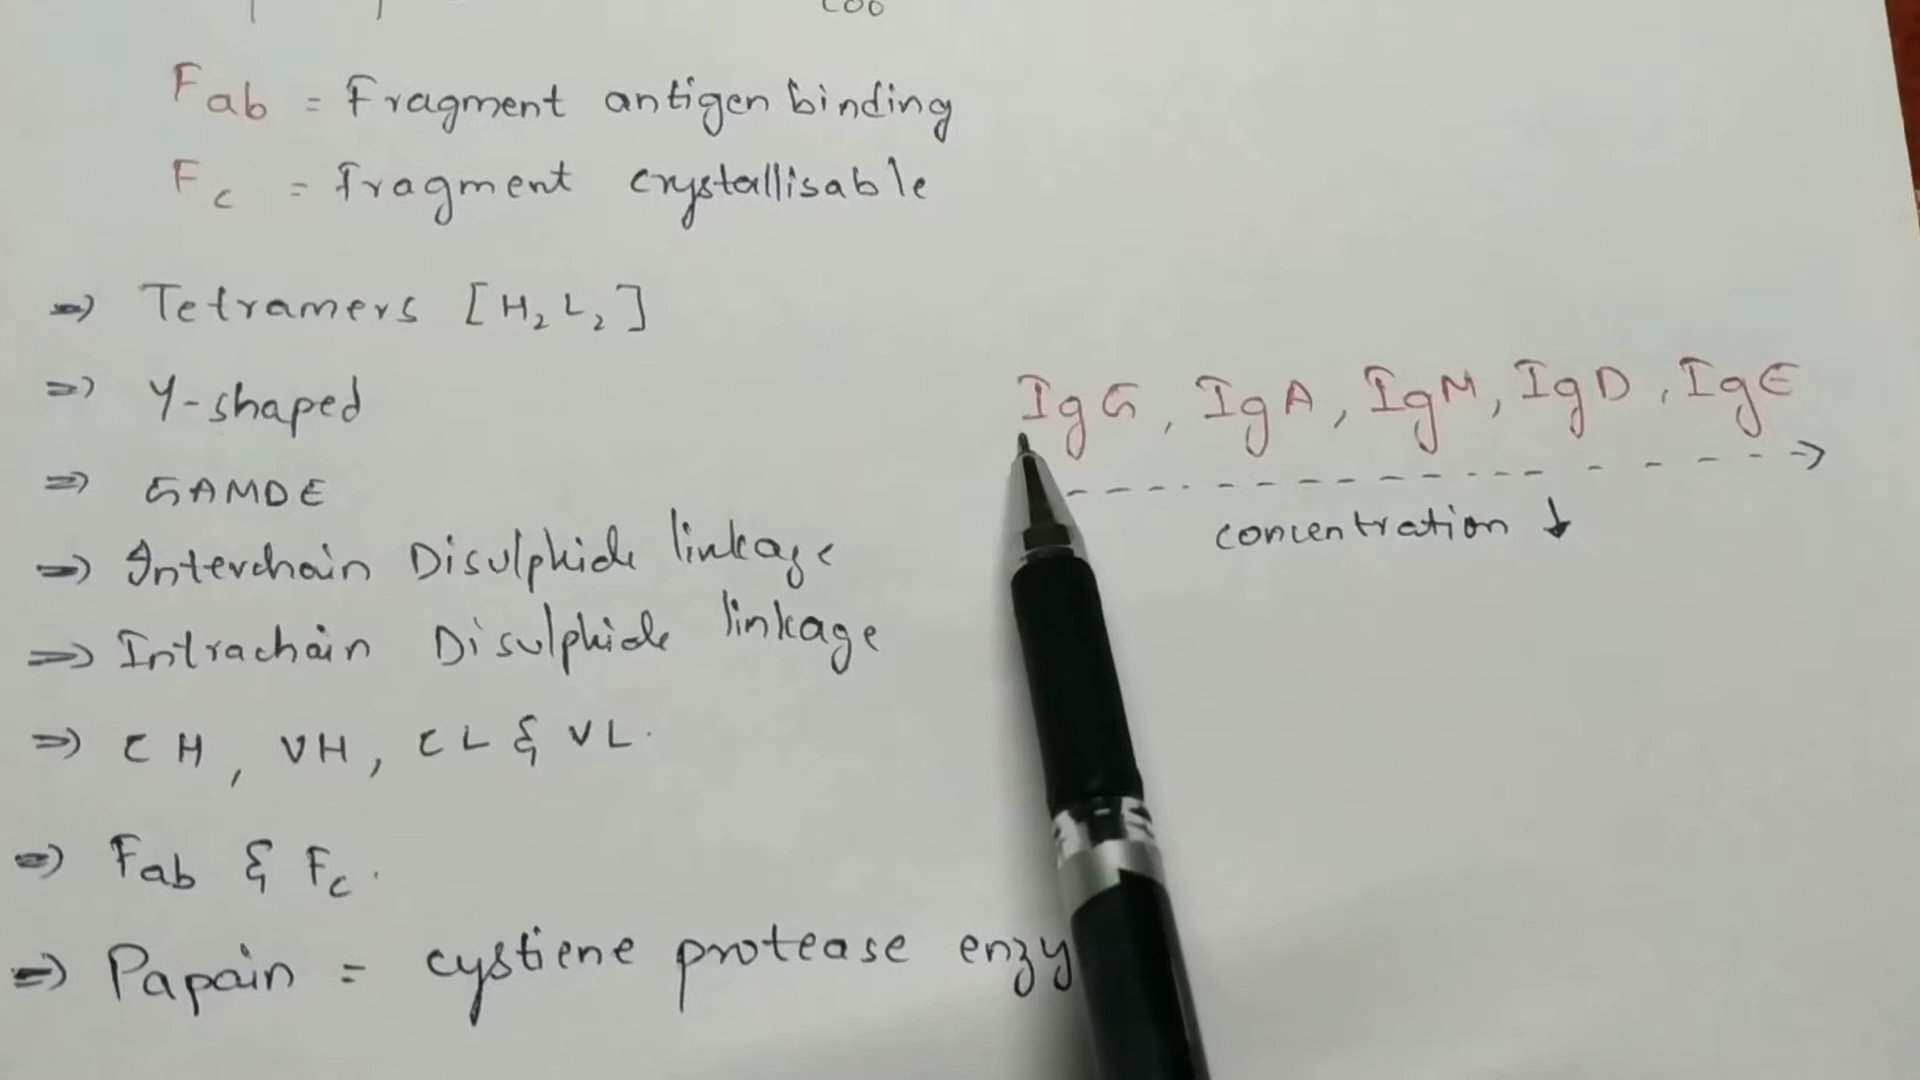 COO
Fab = Fragment antigen binding
Fc = Fragment crystallisable
=> Tetramers [H₂L₂]
=> Y-shaped
=> GAMDE
=> Interchain Disulphide linkage
=> Intrachain Disulphide linkage
=> CH, VH, CL & VL.
=> Fab & Fc.
=> Papain = cystiene protease enzy
IgG, IgA, IgM, IgD, IgE
concentration ↓